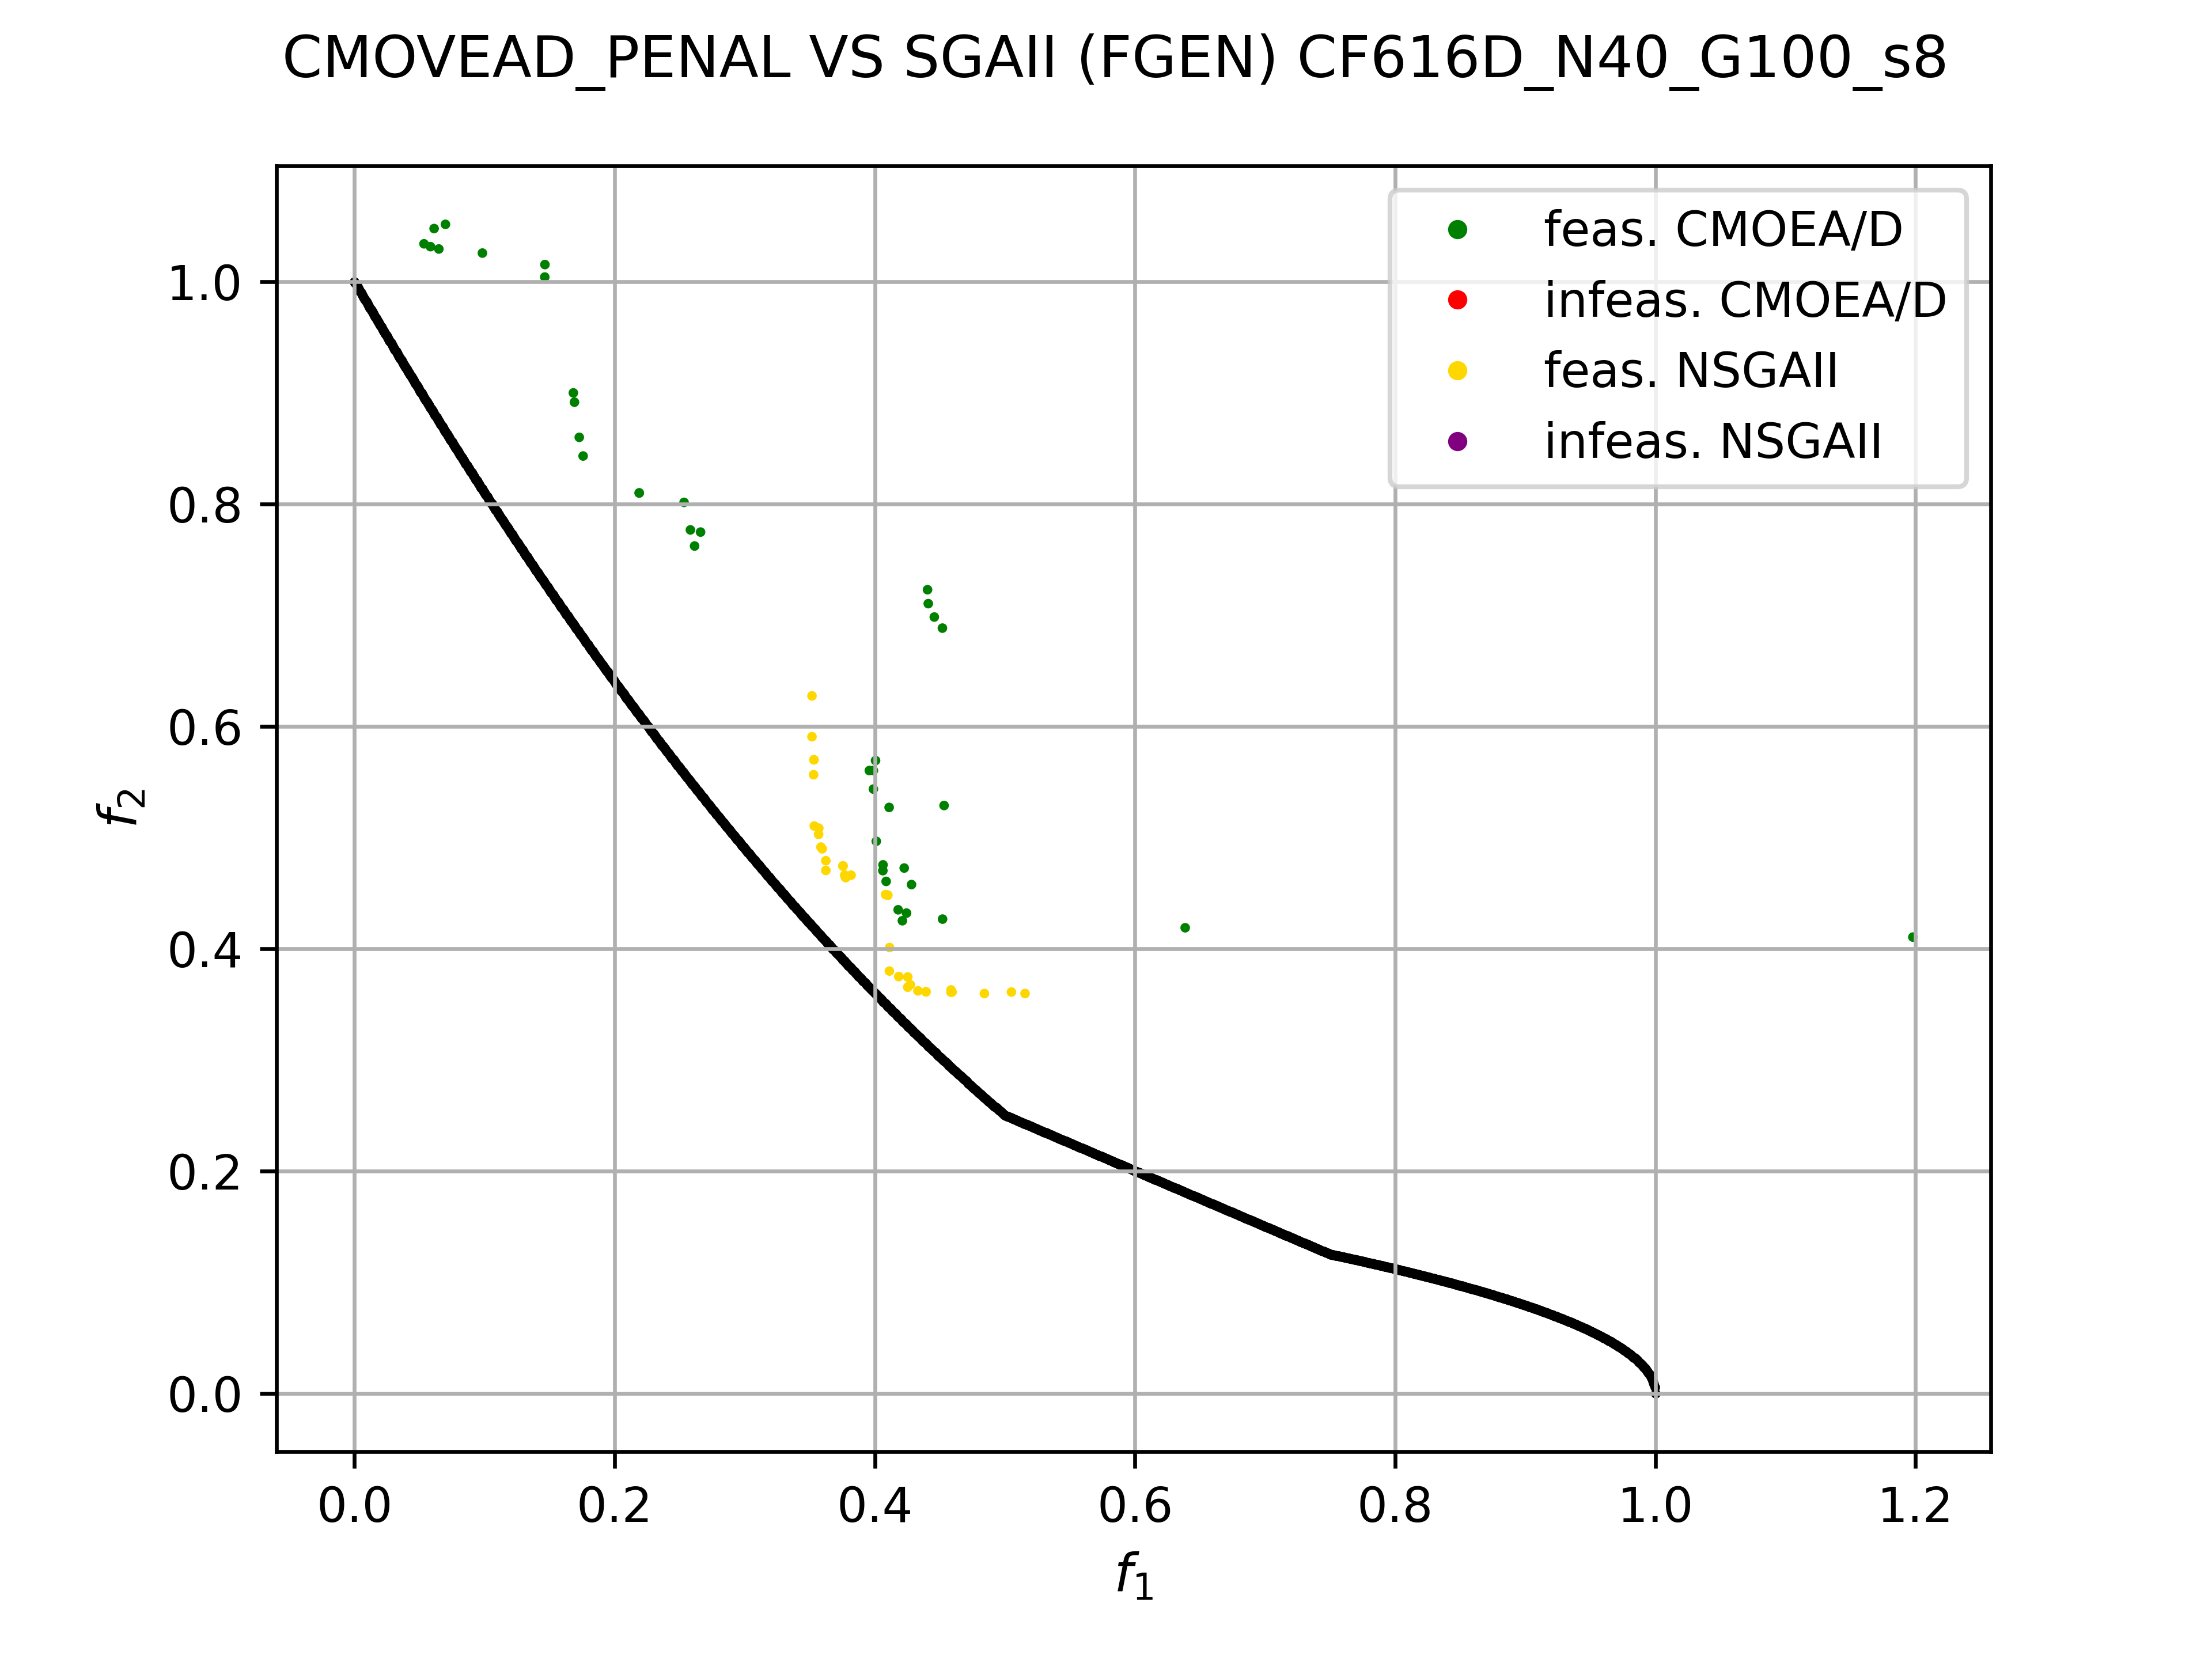 CMOVEAD_PENAL VS SGAII (FGEN) CF616D_N40_G100_s8
feas. CMOEA/D
infeas. CMOEA/D
feas. NSGAII
infeas. NSGAII
1.0
0.8
0.6
0.4
0.2
0.0
f2
0.0 0.2 0.4 0.6 0.8 1.0 1.2
f1